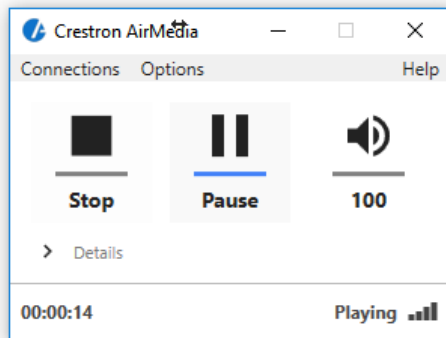 Crestron AirMedia
Connections Options Help
Stop Pause 100
Details
00:00:14 Playing